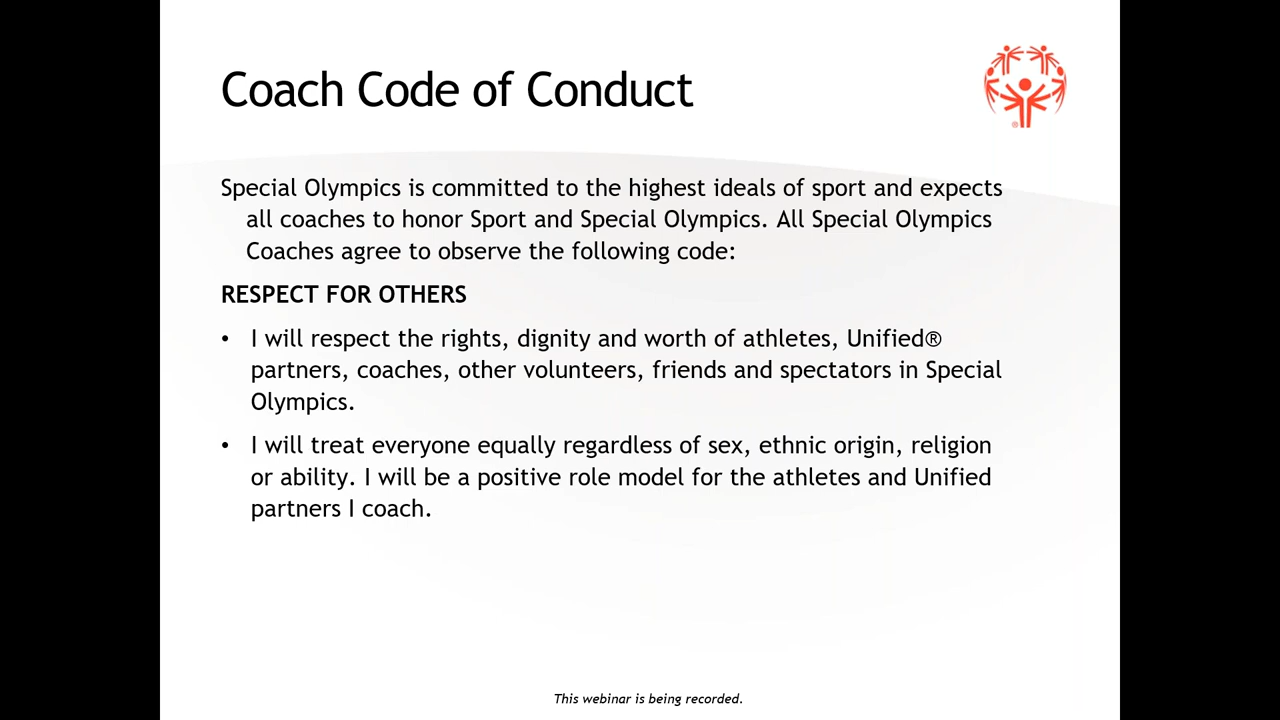 Coach Code of Conduct
®
Special Olympics is committed to the highest ideals of sport and expects
all coaches to honor Sport and Special Olympics. All Special Olympics
Coaches agree to observe the following code:
RESPECT FOR OTHERS
• I will respect the rights, dignity and worth of athletes, Unified®
partners, coaches, other volunteers, friends and spectators in Special
Olympics.
• I will treat everyone equally regardless of sex, ethnic origin, religion
or ability. I will be a positive role model for the athletes and Unified
partners I coach.
This webinar is being recorded.